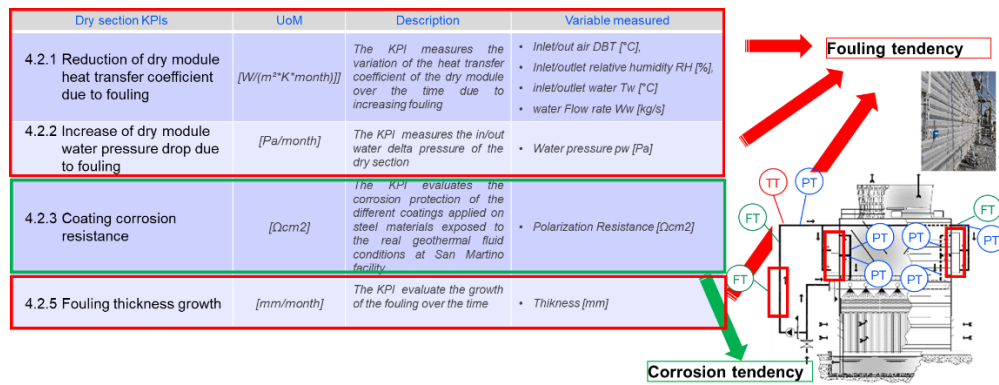 Dry section KPIs
UoM
Description
Variable measured
4.2.1 Reduction of dry module
heat transfer coefficient
due to fouling
[W/(m²*K*month)]]
The KPI measures the
variation of the heat transfer
coefficient of the dry module
over the time due to
increasing fouling
• Inlet/out air DBT [°C],
• Inlet/outlet relative humidity RH [%],
• inlet/outlet water Tw [°C]
• water Flow rate Ww [kg/s]
4.2.2 Increase of dry module
water pressure drop due
to fouling
[Pa/month]
The KPI measures the in/out
water delta pressure of the
dry section
• Water pressure pw [Pa]
4.2.3 Coating corrosion
resistance
[Ωcm2]
The KPI evaluates the
corrosion protection of the
different coatings applied on
steel materials exposed to
the real geothermal fluid
conditions at San Martino
facility
• Polarization Resistance [Ωcm2]
4.2.5 Fouling thickness growth
[mm/month]
The KPI evaluate the growth
of the fouling over the time
• Thikness [mm]
Fouling tendency
TT
PT
FT
FT
PT
PT
PT
PT
FT
PT
Corrosion tendency